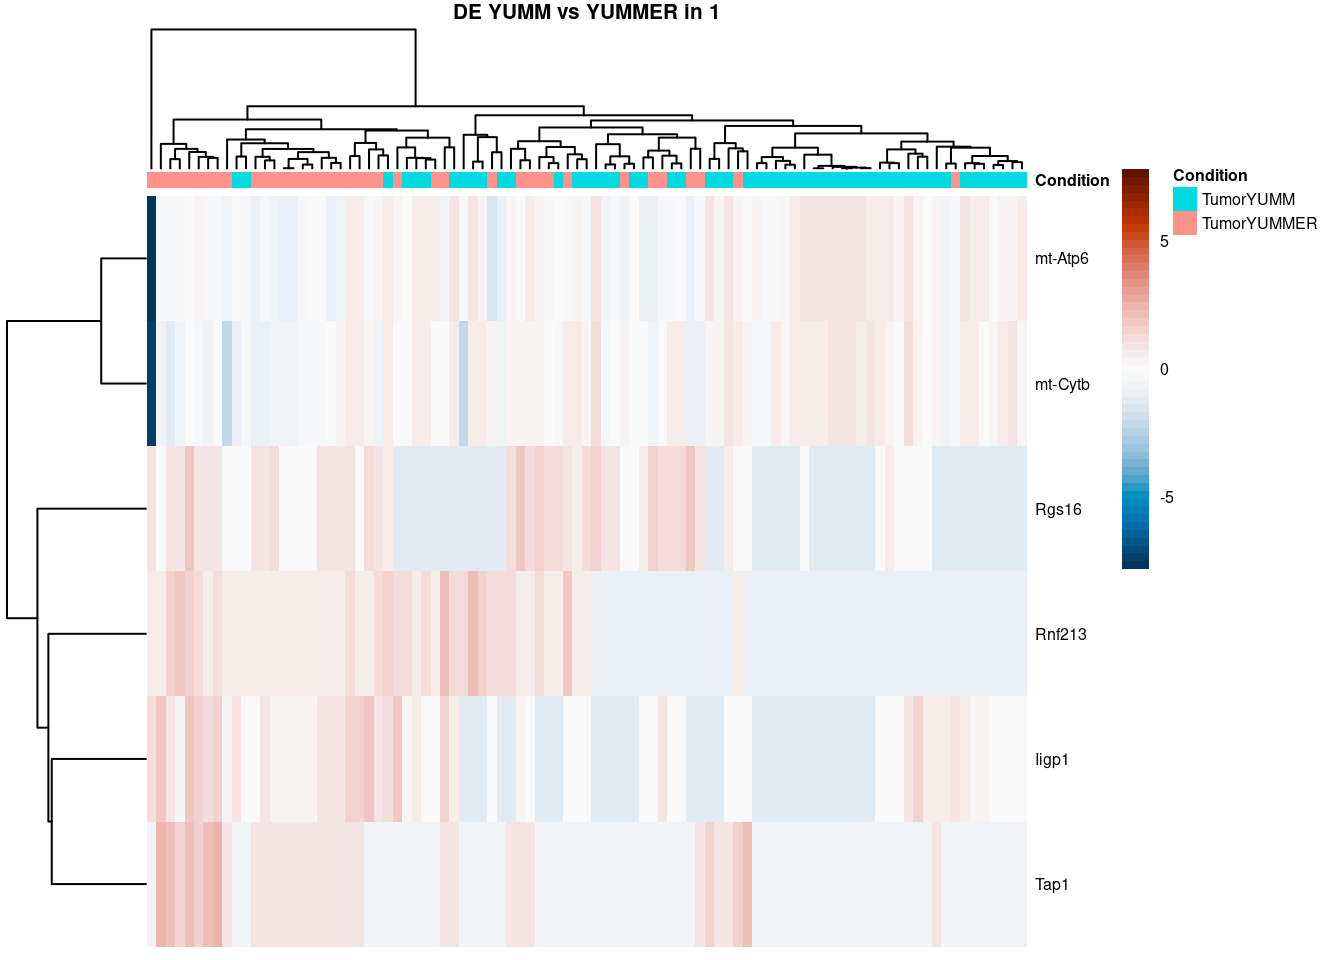 DE YUMM vs YUMMER in 1
Condition
mt-Atp6
mt-Cytb
Rgs16
Rnf213
Iigp1
Tap1
5
0
-5
Condition
TumorYUMM
TumorYUMMER